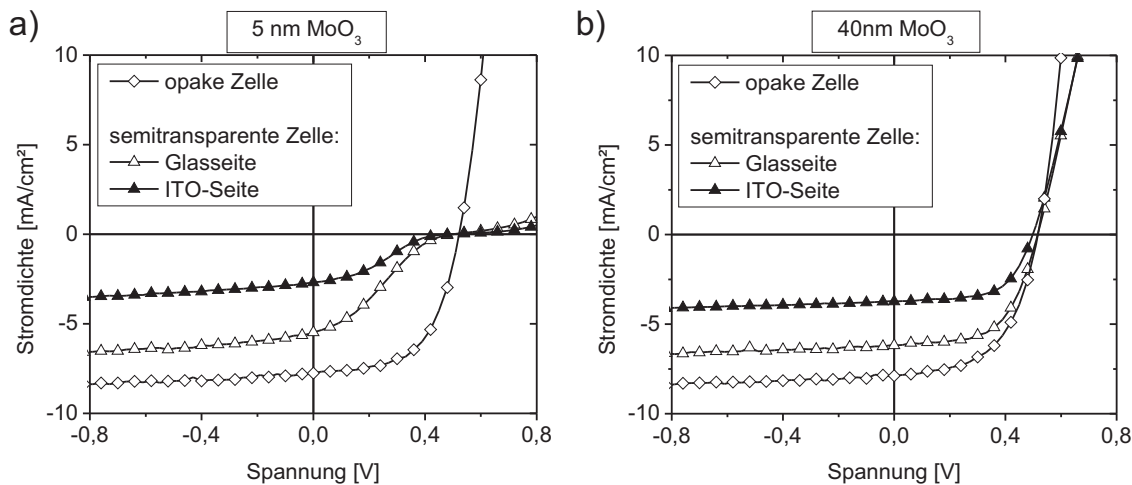 a)
5 nm MoO₃
opake Zelle
semitransparente Zelle:
Glasseite
ITO-Seite
10
5
0
-5
-10
Stromdichte [mA/cm²]
-0,8
-0,4
0,0
0,4
0,8
Spannung [V]
b)
40nm MoO₃
opake Zelle
semitransparente Zelle:
Glasseite
ITO-Seite
10
5
0
-5
-10
Stromdichte [mA/cm²]
-0,8
-0,4
0,0
0,4
0,8
Spannung [V]